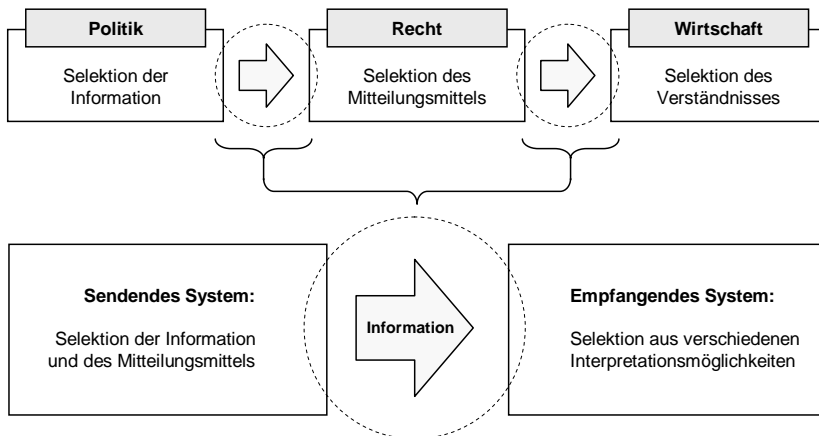 Politik
Selektion der
Information
Recht
Selektion des
Mitteilungsmittels
Wirtschaft
Selektion des
Verständnisses
Sendendes System:
Selektion der Information
und des Mitteilungsmittels
Information
Empfangendes System:
Selektion aus verschiedenen
Interpretationsmöglichkeiten